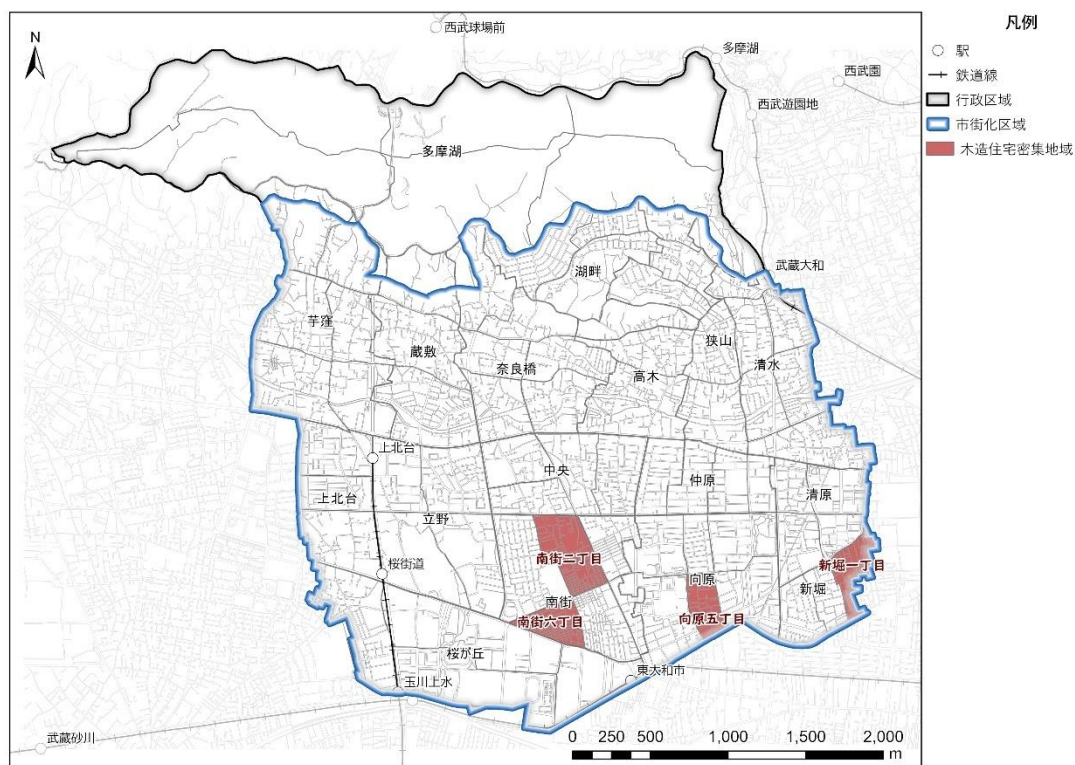 西武球場前
多摩湖
西武園
西武遊園地
多摩湖
武蔵大和
湖畔
芋窪
蔵敷
奈良橋
高木
狭山
清水
上北台
上北台
中央
仲原
清原
立野
桜街道
南街二丁目
新堀一丁目
向原
新堀
南街
南街六丁目
向原五丁目
桜が丘
東大和市
玉川上水
武蔵砂川
N
0 250 500 1,000 1,500 2,000
m
凡例
駅
鉄道線
行政区域
市街化区域
木造住宅密集地域